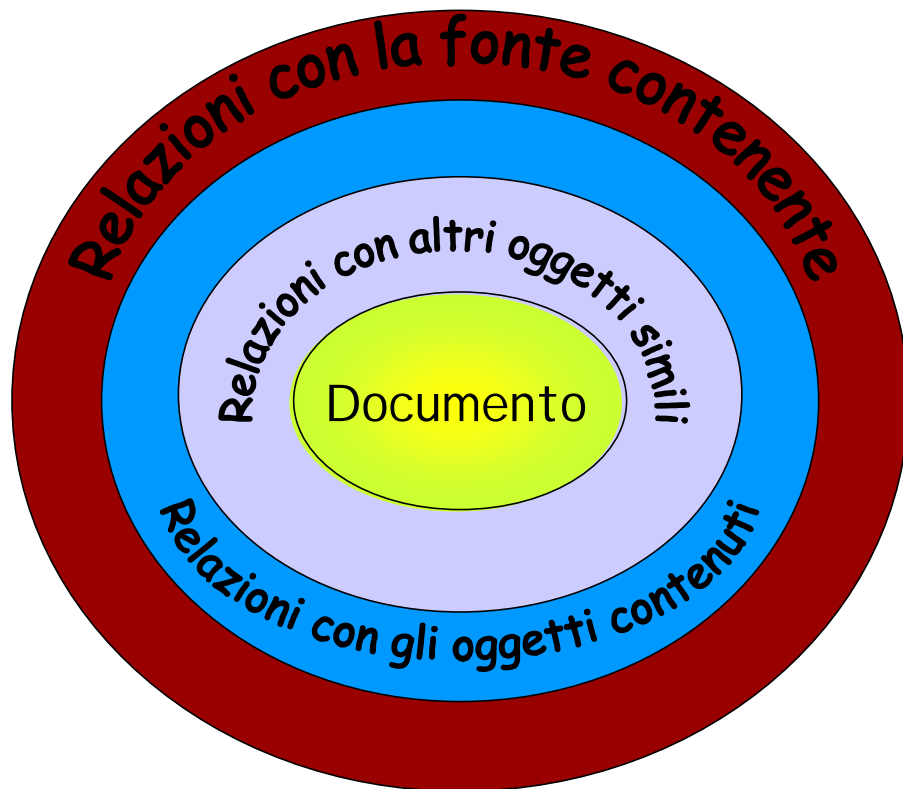 Relazioni con la fonte contenente
Relazioni con altri oggetti simili
Documento
Relazioni con gli oggetti contenuti